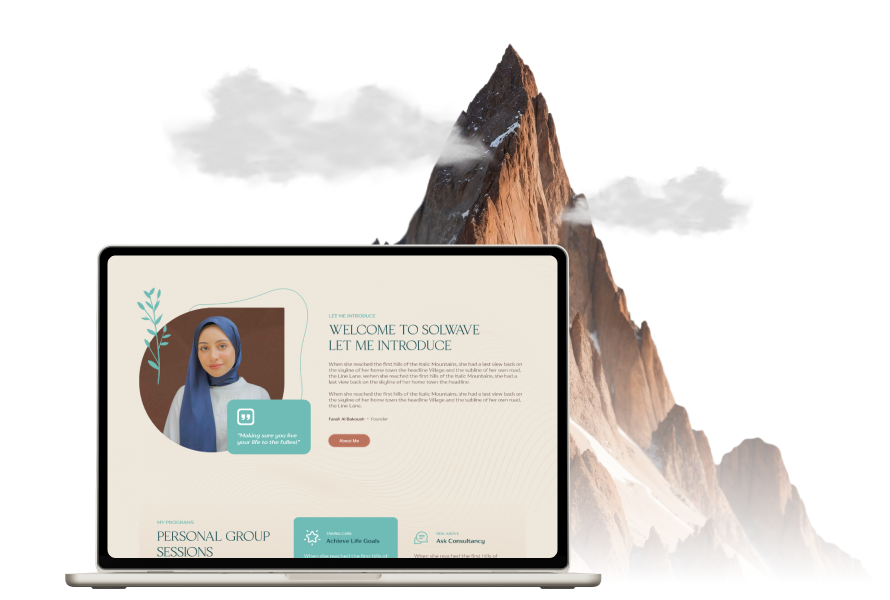 LET ME INTRODUCE
WELCOME TO SOLWAVE
LET ME INTRODUCE
When she reached the first hills of the Italic Mountains, she had a last view back on
the skyline of her home town the headline Village and the subline of her own road,
the Line Lane. when she reached the first hills of the Italic Mountains, she had a
last view back on the skyline of her home town the headline.
When she reached the first hills of the Italic Mountains, she had a last view back on
the skyline of her home town the headline Village and the subline of her own road,
the Line Lane.
Farah Al Bakoush - Founder
About Me
"Making sure you live
your life to the fullest"
MY PROGRAMS
PERSONAL GROUP
SESSIONS
Achieve Life Goals
When she reached the first hills of
Ask Consultancy
When she reached the first hills of